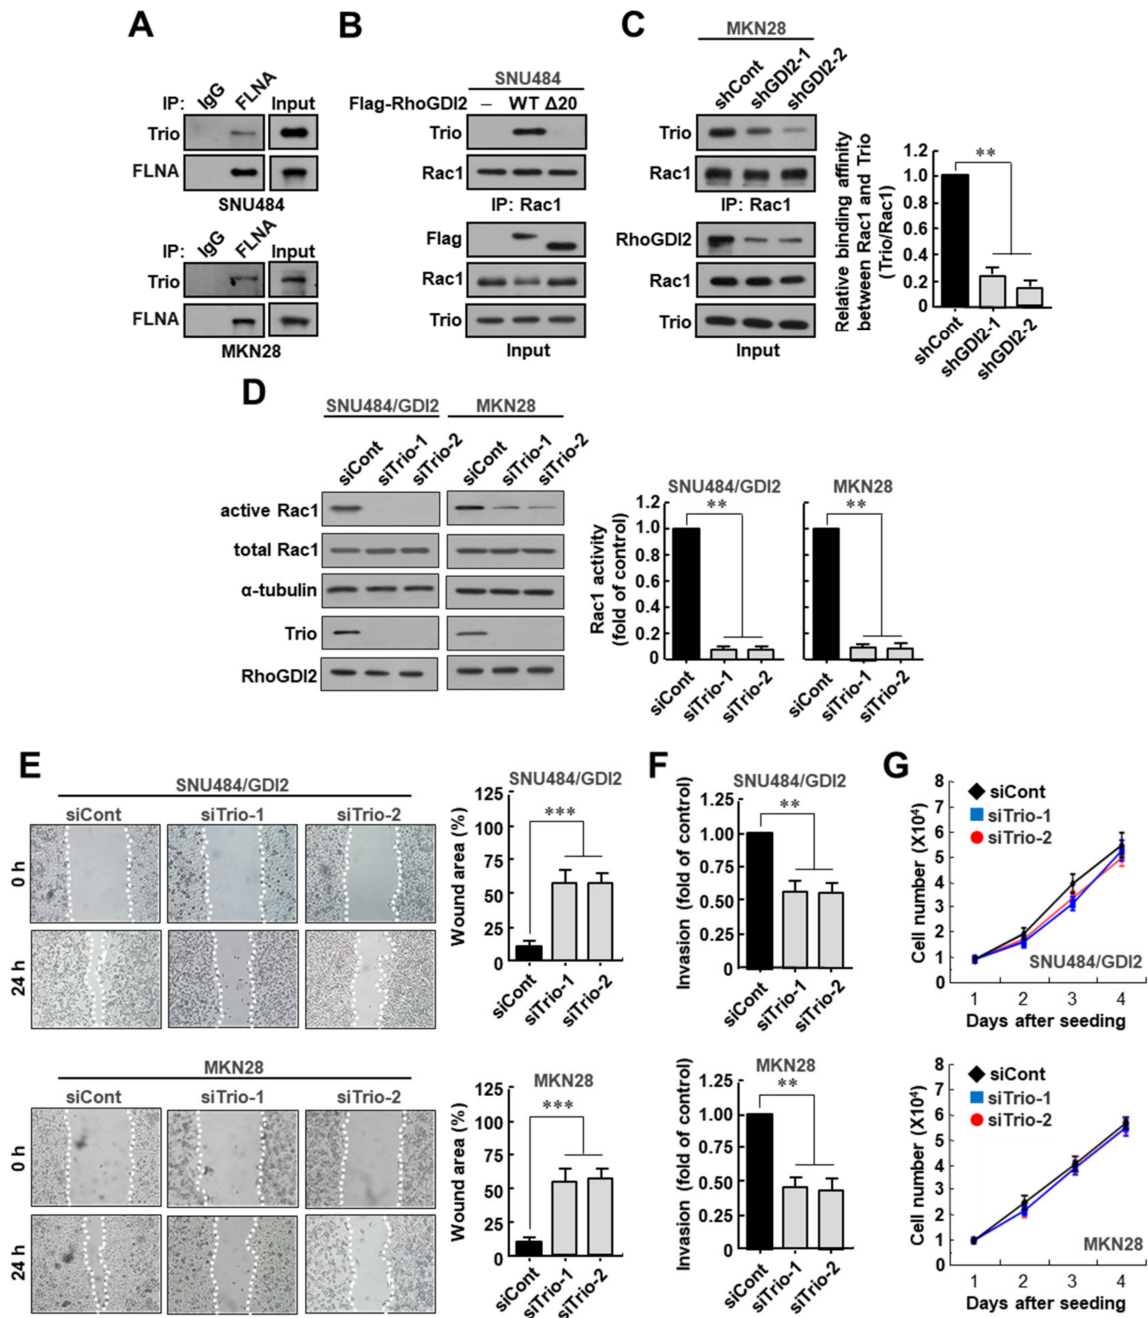 A
IP: IgG FLNA Input
Trio
FLNA
SNU484
IP: IgG FLNA Input
Trio
FLNA
MKN28
B
SNU484
Flag-RhoGDI2 – WT Δ20
Trio
Rac1
IP: Rac1
Flag
Rac1
Trio
Input
C
MKN28
shCont shGDI2-1 shGDI2-2
Trio
Rac1
IP: Rac1
RhoGDI2
Rac1
Trio
Input
Relative binding affinity
between Rac1 and Trio
(Trio/Rac1)
1.2
1.0
0.8
0.6
0.4
0.2
0
**
shCont shGDI2-1 shGDI2-2
D
SNU484/GDI2 MKN28
siCont siTrio-1 siTrio-2 siCont siTrio-1 siTrio-2
active Rac1
total Rac1
α-tubulin
Trio
RhoGDI2
Rac1 activity
(fold of control)
SNU484/GDI2 MKN28
1.2
1.0
0.8
0.6
0.4
0.2
0
** **
siCont siTrio-1 siTrio-2 siCont siTrio-1 siTrio-2
E
SNU484/GDI2
siCont siTrio-1 siTrio-2
0 h
24 h
SNU484/GDI2
Wound area (%)
125
100
75
50
25
0
***
siCont siTrio-1 siTrio-2
MKN28
siCont siTrio-1 siTrio-2
0 h
24 h
MKN28
Wound area (%)
125
100
75
50
25
0
***
siCont siTrio-1 siTrio-2
F
SNU484/GDI2
Invasion (fold of control)
1.25
1.00
0.75
0.50
0.25
0
**
siCont siTrio-1 siTrio-2
MKN28
Invasion (fold of control)
1.25
1.00
0.75
0.50
0.25
0
**
siCont siTrio-1 siTrio-2
G
Cell number (X10⁴)
8
6
5
4
2
1
0
siCont
siTrio-1
siTrio-2
SNU484/GDI2
1 2 3 4
Days after seeding
Cell number (X10⁴)
8
6
5
4
2
1
0
siCont
siTrio-1
siTrio-2
MKN28
1 2 3 4
Days after seeding